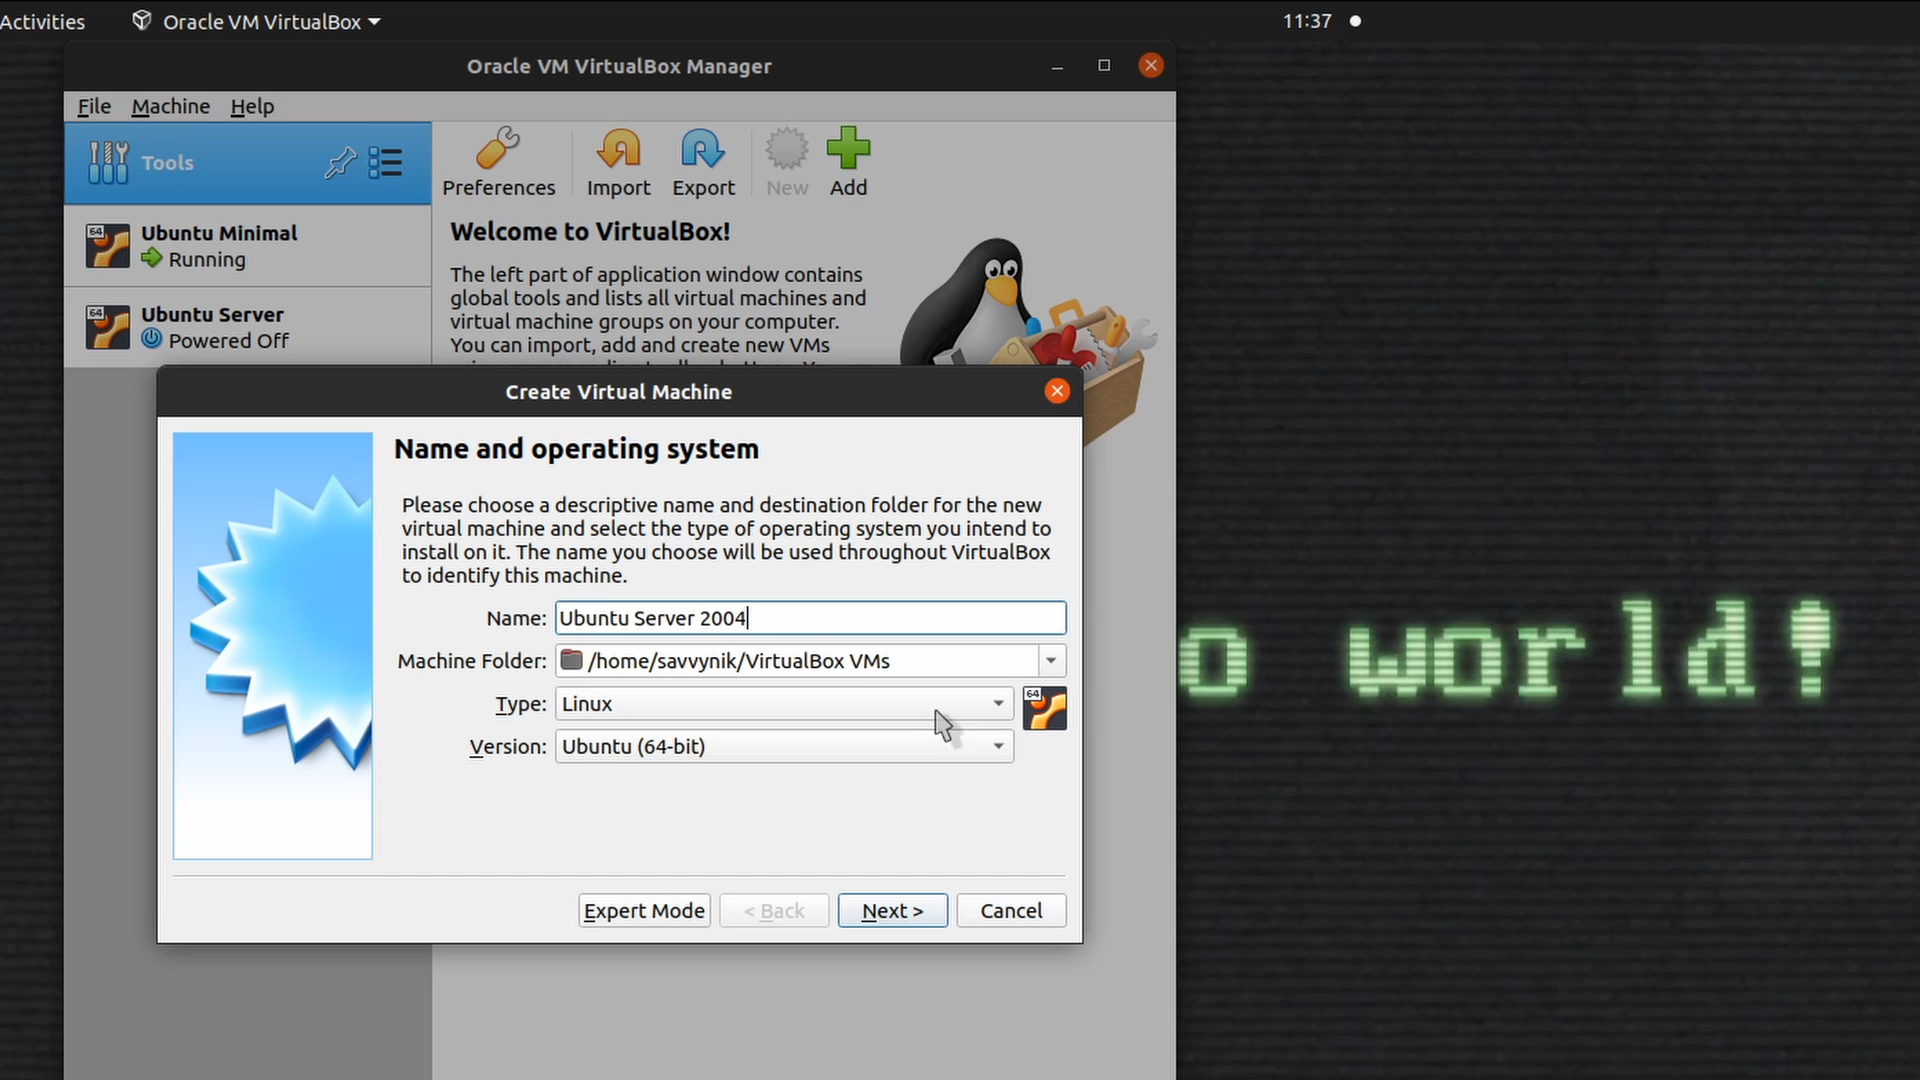 Activities
Oracle VM VirtualBox
11:37
Oracle VM VirtualBox Manager
File Machine Help
Tools
Preferences
Import
Export
New
Add
64
Ubuntu Minimal
Running
64
Ubuntu Server
Powered Off
Welcome to VirtualBox!
The left part of application window contains
global tools and lists all virtual machines and
virtual machine groups on your computer.
You can import, add and create new VMs
Create Virtual Machine
Name and operating system
Please choose a descriptive name and destination folder for the new
virtual machine and select the type of operating system you intend to
install on it. The name you choose will be used throughout VirtualBox
to identify this machine.
Name: Ubuntu Server 2004
Machine Folder: /home/savvynik/VirtualBox VMs
Type: Linux
64
Version: Ubuntu (64-bit)
Expert Mode
< Back
Next >
Cancel
o world!